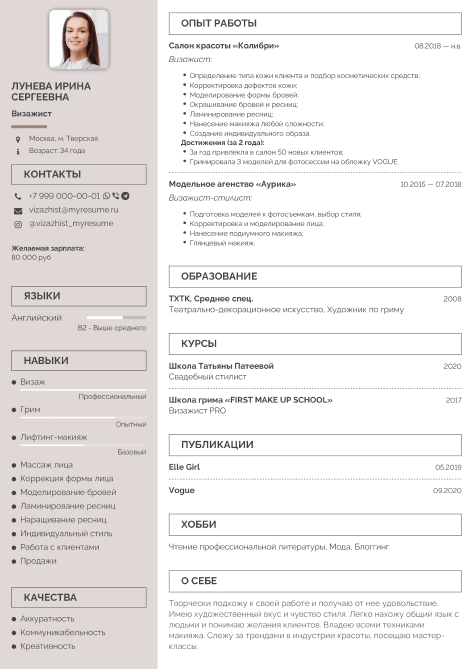 ЛУНЕВА ИРИНА
СЕРГЕЕВНА
Визажист
Москва, м. Тверская
Возраст: 34 года
КОНТАКТЫ
+7 999 000-00-01
vizazhist@myresume.ru
@vizazhist_myresume
Желаемая зарплата:
80 000 руб
ЯЗЫКИ
Английский
B2 - Выше среднего
НАВЫКИ
Визаж
Профессиональный
Грим
Опытный
Лифтинг-макияж
Базовый
Массаж лица
Коррекция формы лица
Моделирование бровей
Ламинирование ресниц
Наращивание ресниц
Индивидуальный стиль
Работа с клиентами
Продажи
КАЧЕСТВА
Аккуратность
Коммуникабельность
Креативность
ОПЫТ РАБОТЫ
Салон красоты «Колибри» 08.2018 — н.в.
Визажист:
Определение типа кожи клиента и подбор косметических средств;
Корректировка дефектов кожи;
Моделирование формы бровей;
Окрашивание бровей и ресниц;
Ламинирование ресниц;
Нанесение макияжа любой сложности;
Создание индивидуального образа.
Достижения (за 2 года):
За год привлекла в салон 50 новых клиентов;
Гримировала 3 моделей для фотосессии на обложку VOGUE.
Модельное агенство «Аурика» 10.2015 — 07.2018
Визажист-стилист:
Подготовка моделей к фотосъемкам, выбор стиля;
Корректировка и моделирование лица;
Нанесение подиумного макияжа;
Глянцевый макияж.
ОБРАЗОВАНИЕ
ТХТК, Среднее спец. 2008
Театрально-декорационное искусство, Художник по гриму
КУРСЫ
Школа Татьяны Патеевой 2020
Свадебный стилист
Школа грима «FIRST MAKE UP SCHOOL» 2017
Визажист PRO
ПУБЛИКАЦИИ
Elle Girl 05.2019
Vogue 09.2020
ХОББИ
Чтение профессиональной литературы, Мода, Блоггинг.
О СЕБЕ
Творчески подхожу к своей работе и получаю от нее удовольствие.
Имею художественный вкус и чувство стиля. Легко нахожу общий язык с
людьми и понимаю желания клиентов. Владею всеми техниками
макияжа. Слежу за трендами в индустрии красоты, посещаю мастер-
классы.